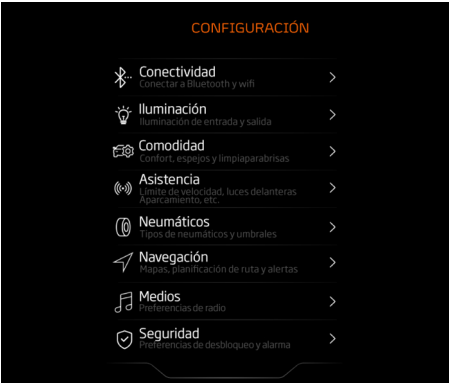 CONFIGURACIÓN
Conectividad
Conectar a Bluetooth y wifi
Iluminación
Iluminación de entrada y salida
Comodidad
Confort, espejos y limpiaparabrisas
Asistencia
Límite de velocidad, luces delanteras
Aparcamiento, etc.
Neumáticos
Tipos de neumáticos y umbrales
Navegación
Mapas, planificación de ruta y alertas
Medios
Preferencias de radio
Seguridad
Preferencias de desbloqueo y alarma